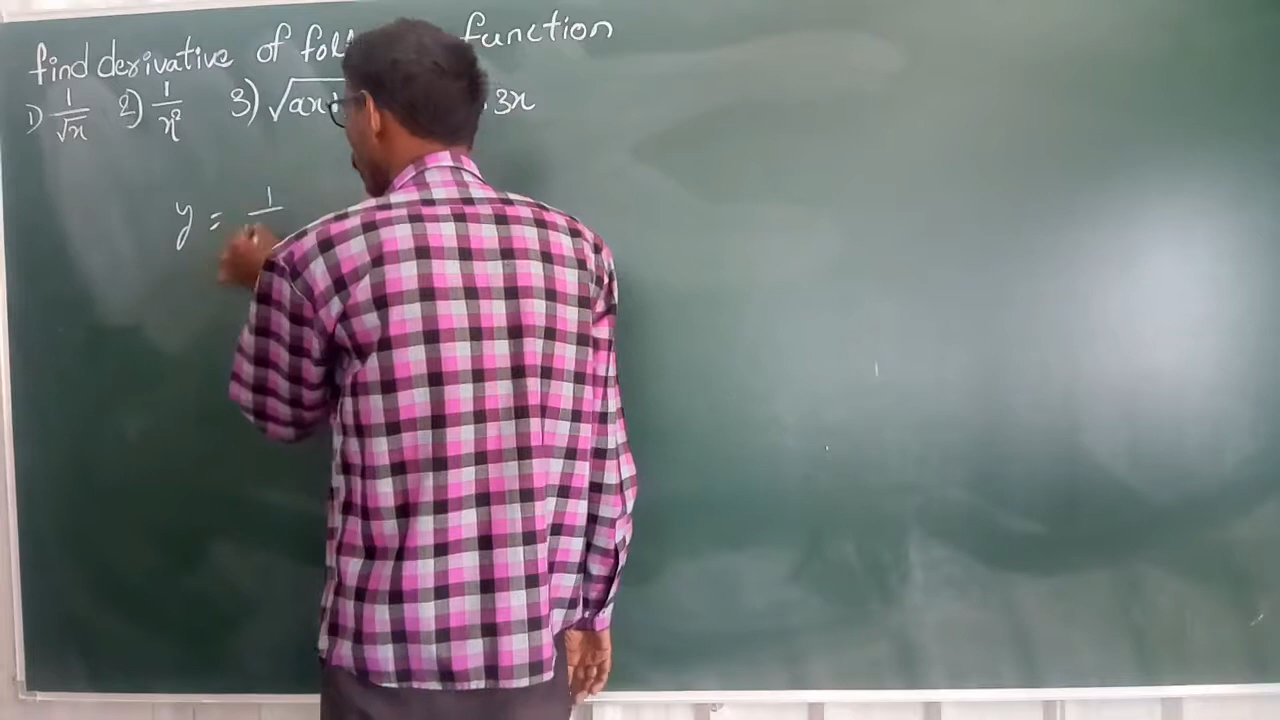 find derivative of fol function
1) 1/√x 2) 1/x² 3) √ax+ 3x
y = 1